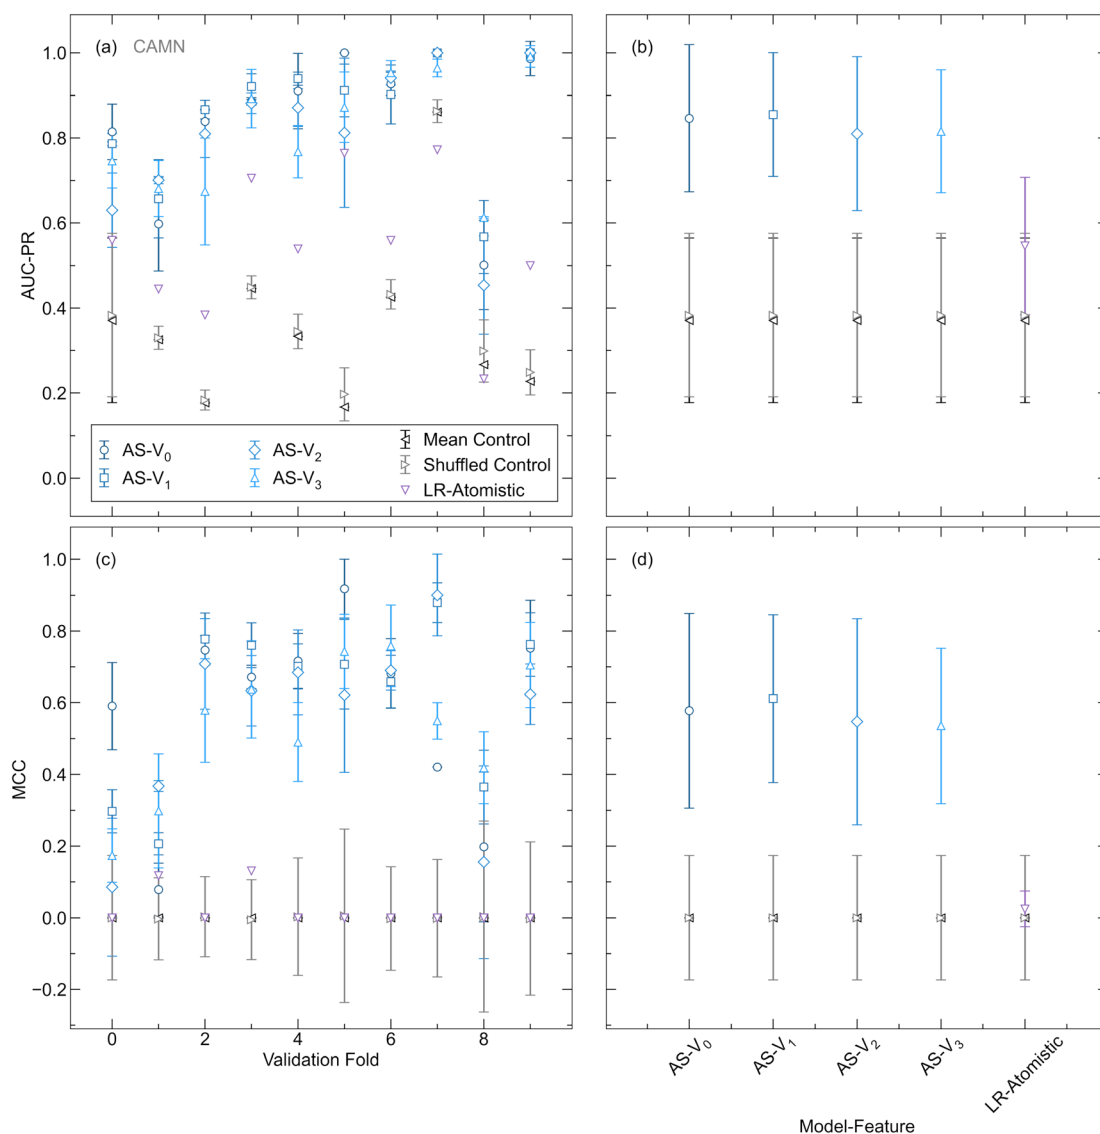 (a) CAMN
1.0
0.8
0.6
0.4
0.2
0.0
AUC-PR
AS-V₀
AS-V₁
AS-V₂
AS-V₃
Mean Control
Shuffled Control
LR-Atomistic
(b)
(c)
1.0
0.8
0.6
0.4
0.2
0.0
−0.2
MCC
0 2 4 6 8
Validation Fold
(d)
AS-V₀
AS-V₁
AS-V₂
AS-V₃
LR-Atomistic
Model-Feature